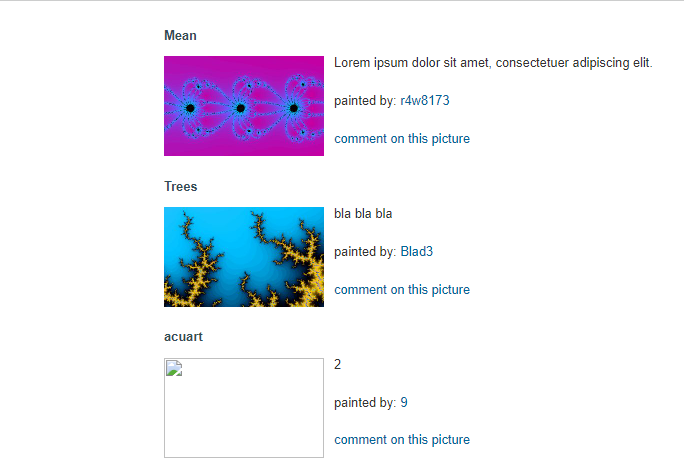 Mean
Lorem ipsum dolor sit amet, consectetuer adipiscing elit.
painted by: r4w8173
comment on this picture
Trees
bla bla bla
painted by: Blad3
comment on this picture
acuart
2
painted by: 9
comment on this picture